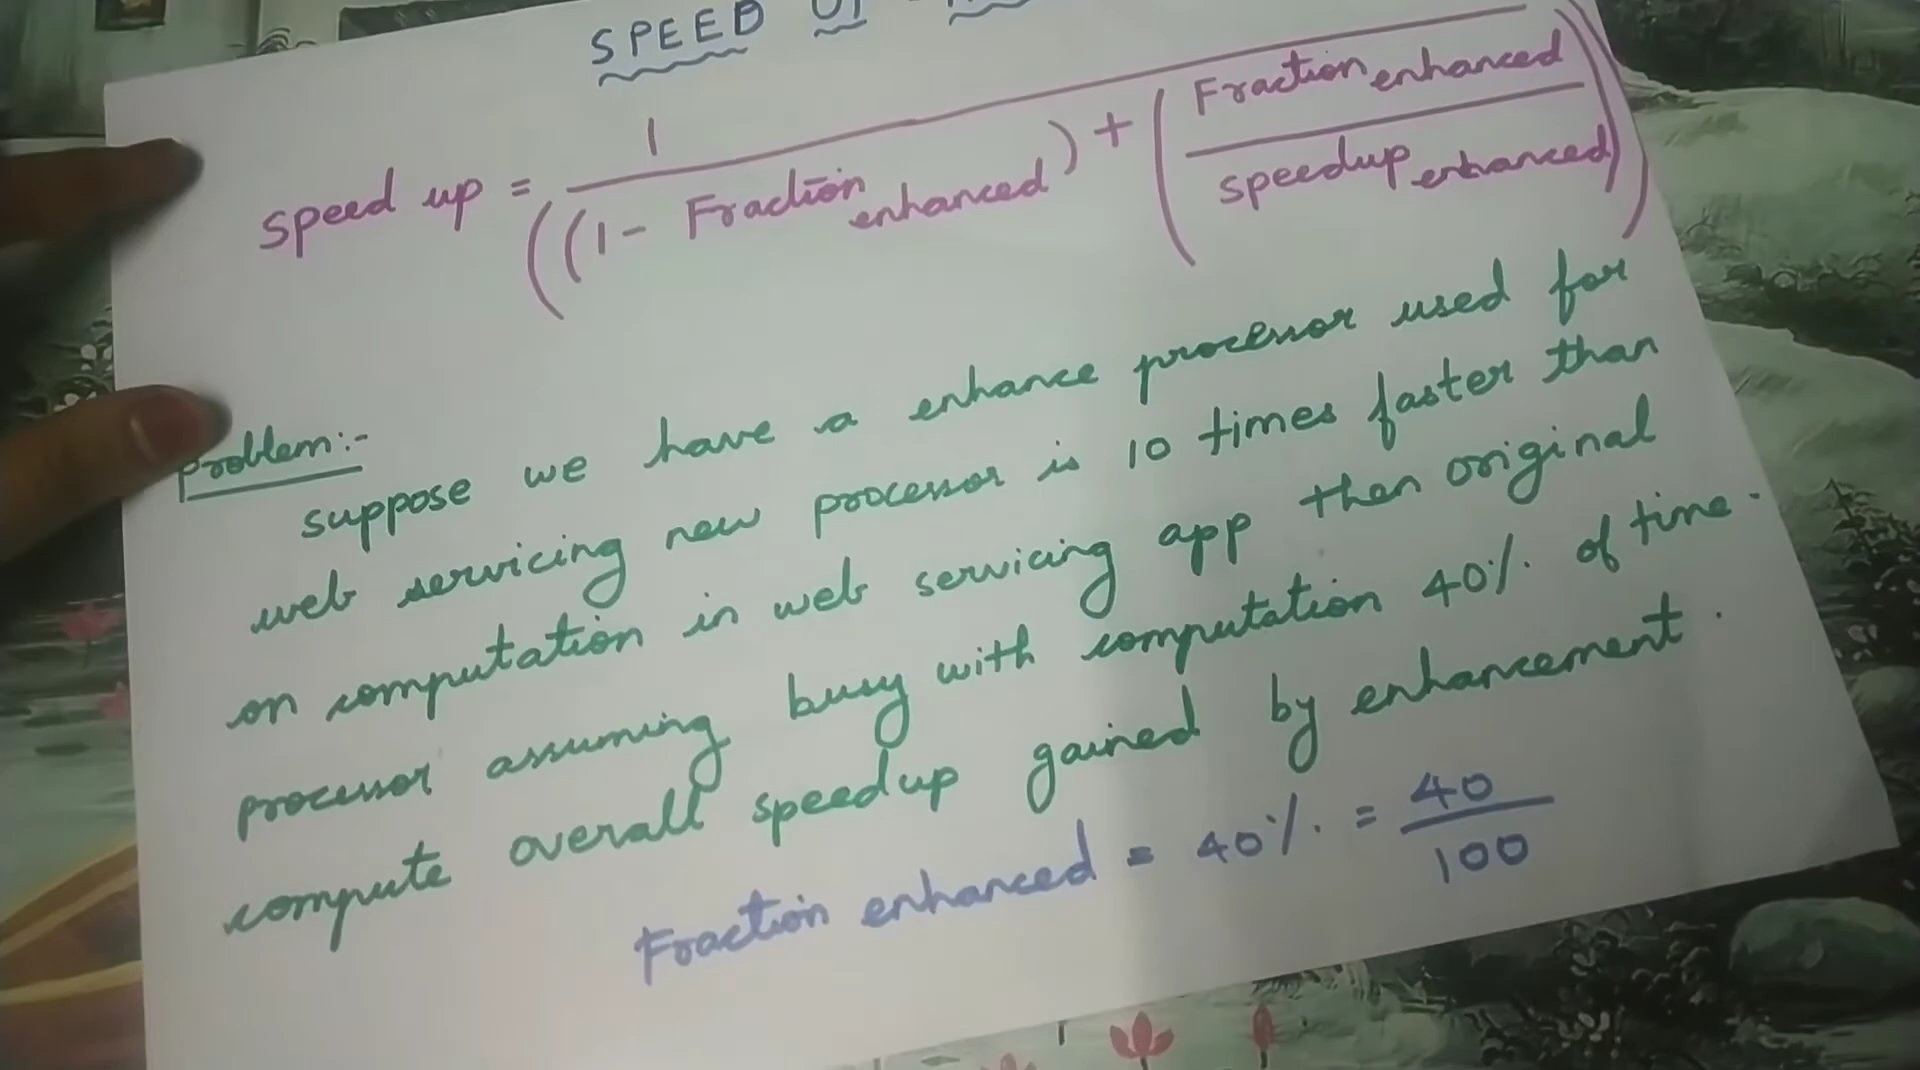 SPEED UP
1
speed up = ((1 - Fraction enhanced) + (Fraction enhanced / speedup enhanced))
Problem:-
suppose we have a enhance processor used for
web servicing new processor is 10 times faster than
on computation in web servicing app then original
processor assuming busy with computation 40% of time.
compute overall speedup gained by enhancement.
Fraction enhanced = 40% = 40/100